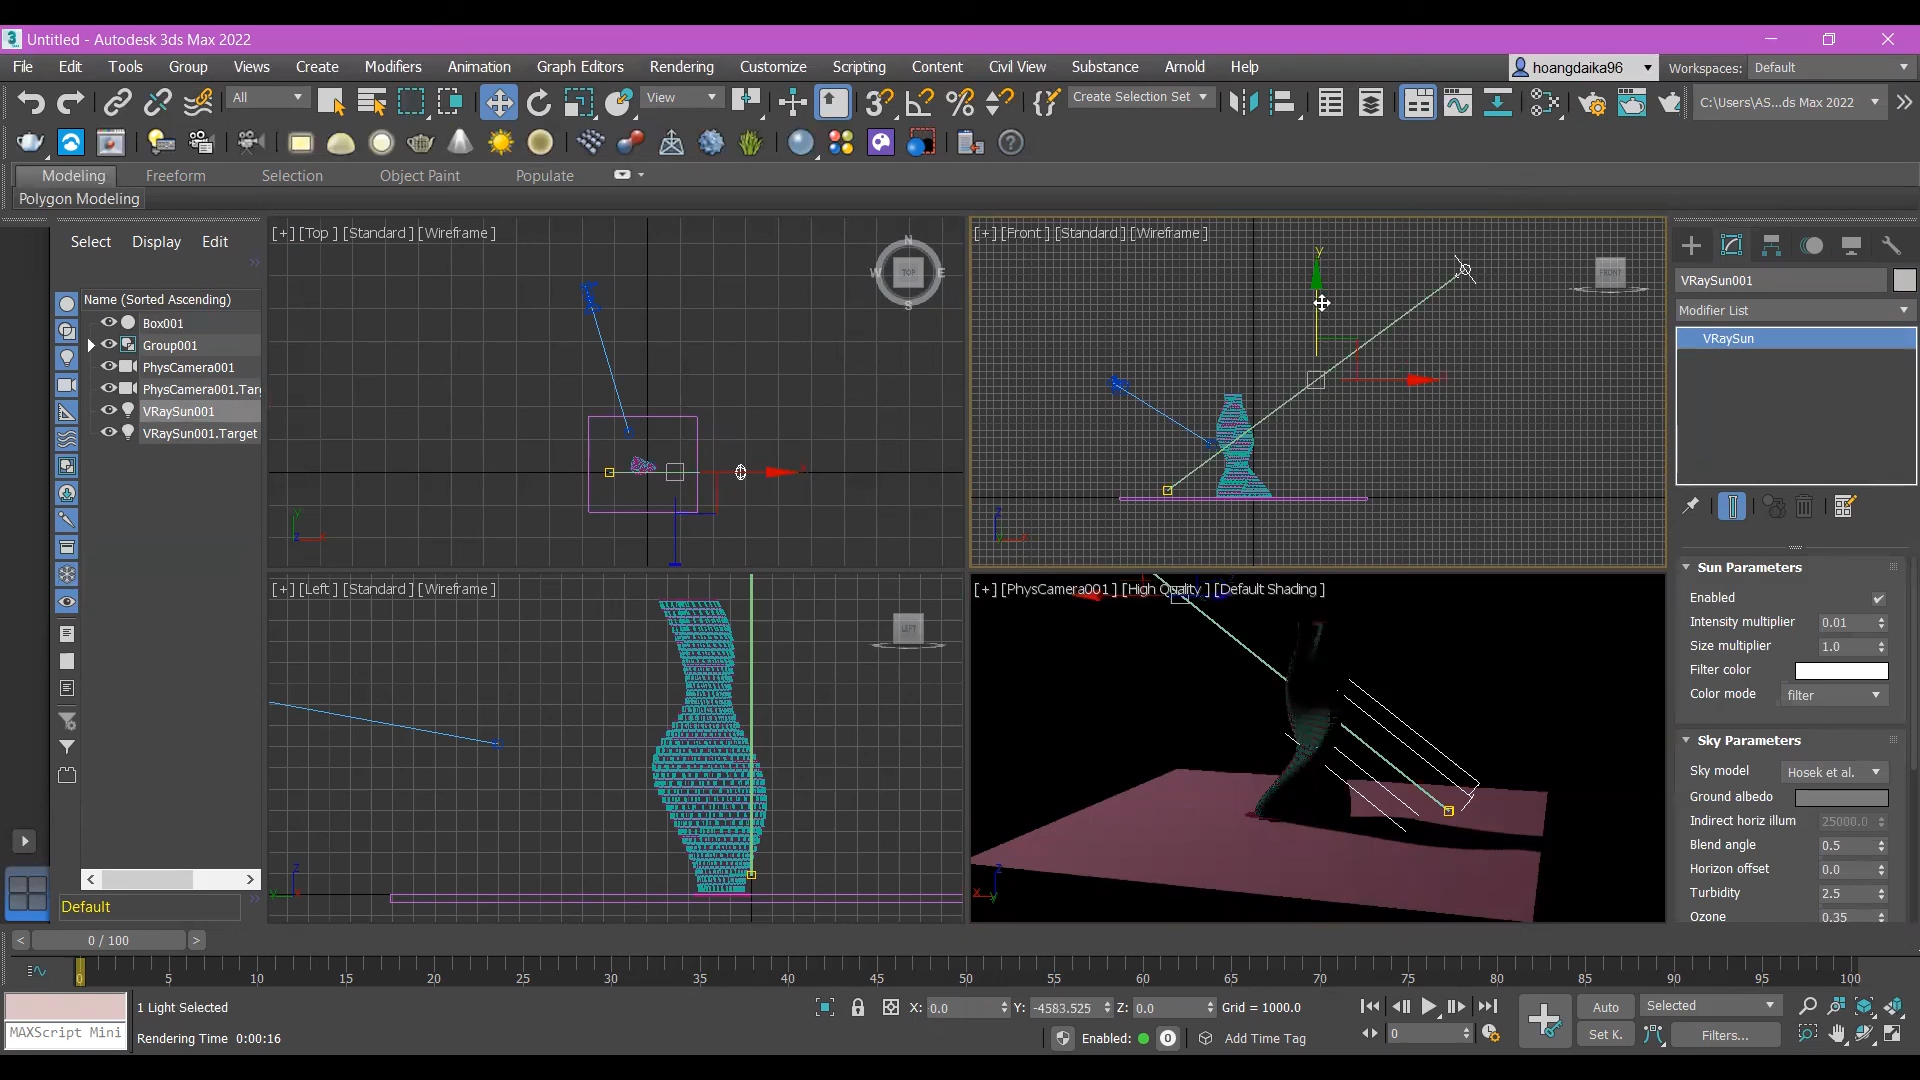 Untitled - Autodesk 3ds Max 2022
File Edit Tools Group Views Create Modifiers Animation Graph Editors Rendering Customize Scripting Content Civil View Substance Arnold Help hoangdaika96 Workspaces: Default
All View Create Selection Set C:\Users\AS...ds Max 2022
Modeling Freeform Selection Object Paint Populate
Polygon Modeling
Select Display Edit
Name (Sorted Ascending)
Box001
Group001
PhysCamera001
PhysCamera001.Targ
VRaySun001
VRaySun001.Target
Default
[+] [Top ] [Standard ] [Wireframe ]
N
W TOP E
S
[+] [Front ] [Standard ] [Wireframe ]
FRONT
y
[+] [Left ] [Standard ] [Wireframe ]
LEFT
[+] [PhysCamera001 ] [High Quality ] [Default Shading ]
VRaySun001
Modifier List
VRaySun
Sun Parameters
Enabled
Intensity multiplier 0.01
Size multiplier 1.0
Filter color
Color mode filter
Sky Parameters
Sky model Hosek et al.
Ground albedo
Indirect horiz illum 25000.0
Blend angle 0.5
Horizon offset 0.0
Turbidity 2.5
Ozone 0.35
< 0 / 100 >
0 5 10 15 20 25 30 35 40 45 50 55 60 65 70 75 80 85 90 95 100
1 Light Selected X: 0.0 Y: -4583.525 Z: 0.0 Grid = 1000.0 Auto Selected
MAXScript Mini Rendering Time 0:00:16 Enabled: 0 Add Time Tag 0 Set K. Filters...